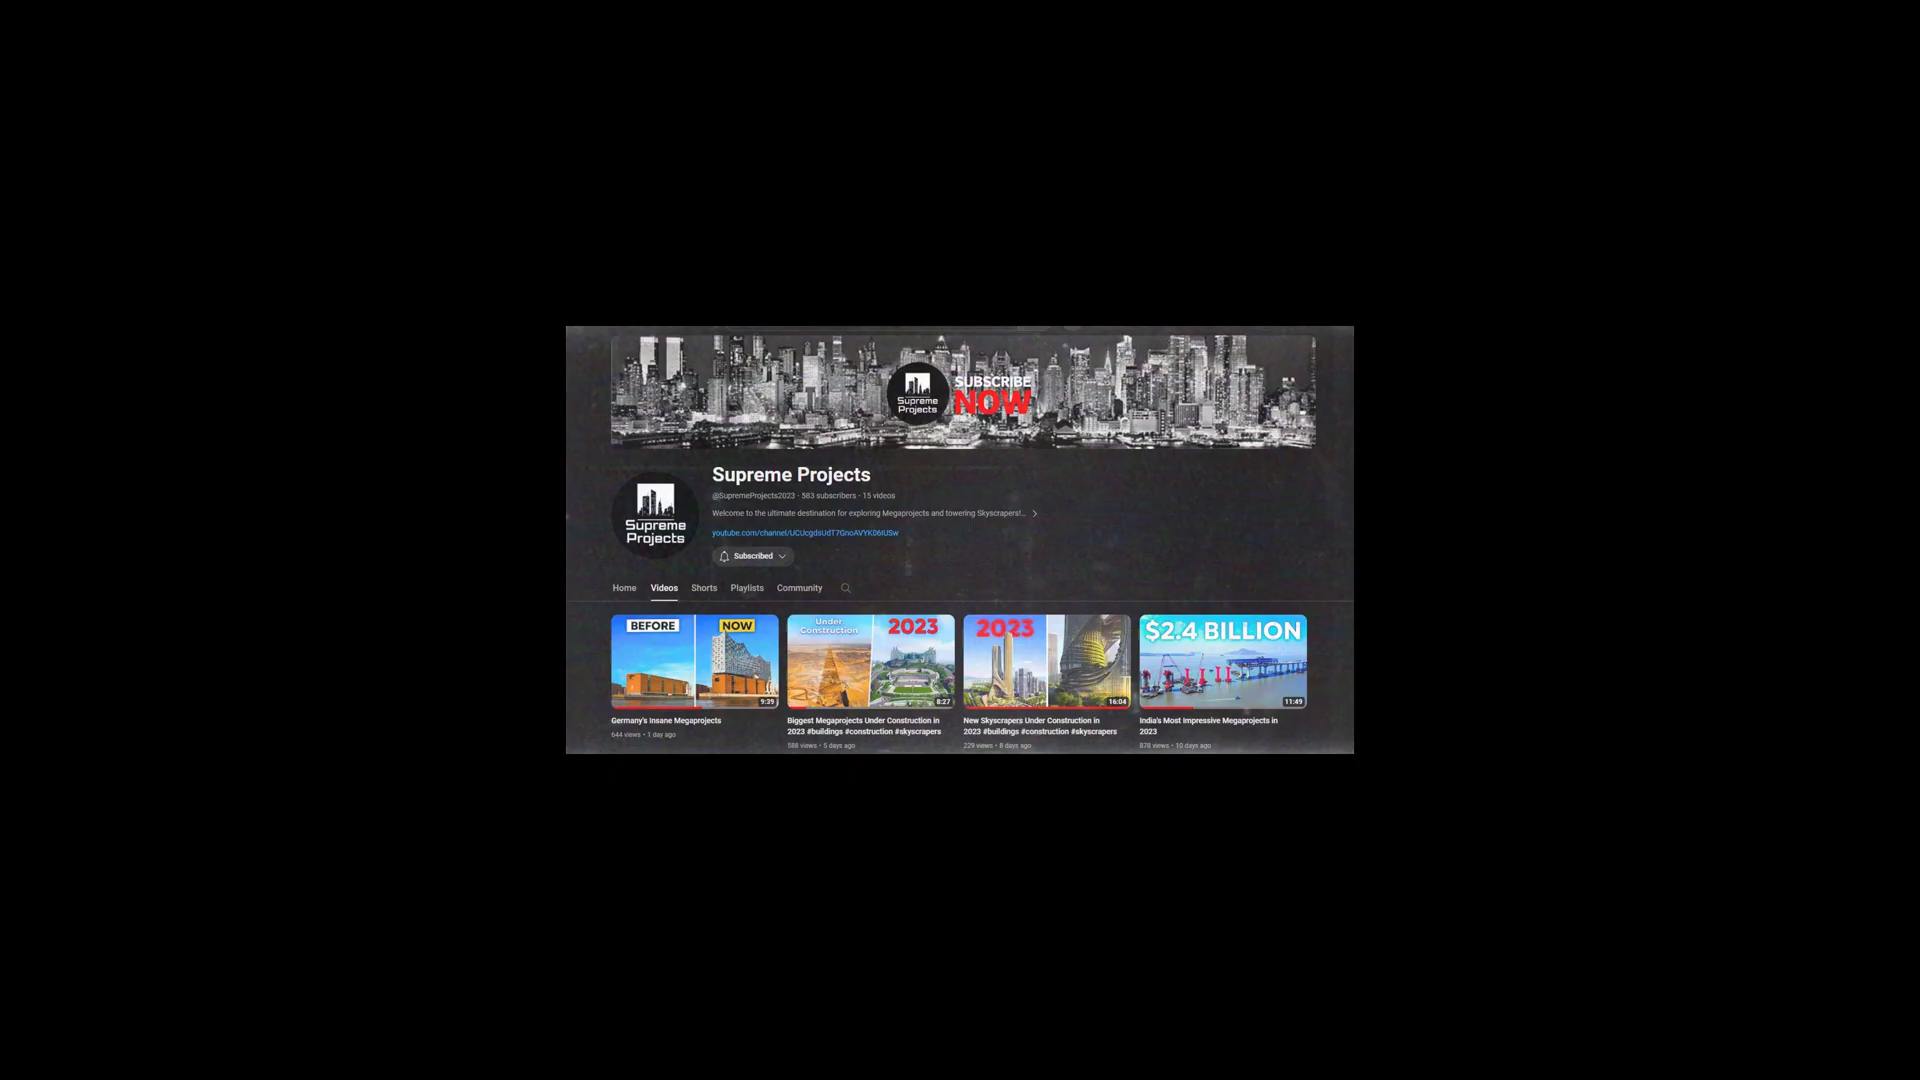 SUBSCRIBE
NOW
Supreme
Projects
Supreme Projects
@SupremeProjects2023 · 583 subscribers · 15 videos
Welcome to the ultimate destination for exploring Megaprojects and towering Skyscrapers!...
Supreme
Projects
Subscribed
Home Videos Shorts Playlists Community
BEFORE NOW
9:39
Under
Construction
2023
8:27
2023
16:04
$2.4 BILLION
11:49
Germany's Insane Megaprojects
644 views • 1 day ago
Biggest Megaprojects Under Construction in
2023 #buildings #construction #skyscrapers
588 views • 5 days ago
New Skyscrapers Under Construction in
2023 #buildings #construction #skyscrapers
229 views • 8 days ago
India's Most Impressive Megaprojects in
2023
878 views • 10 days ago